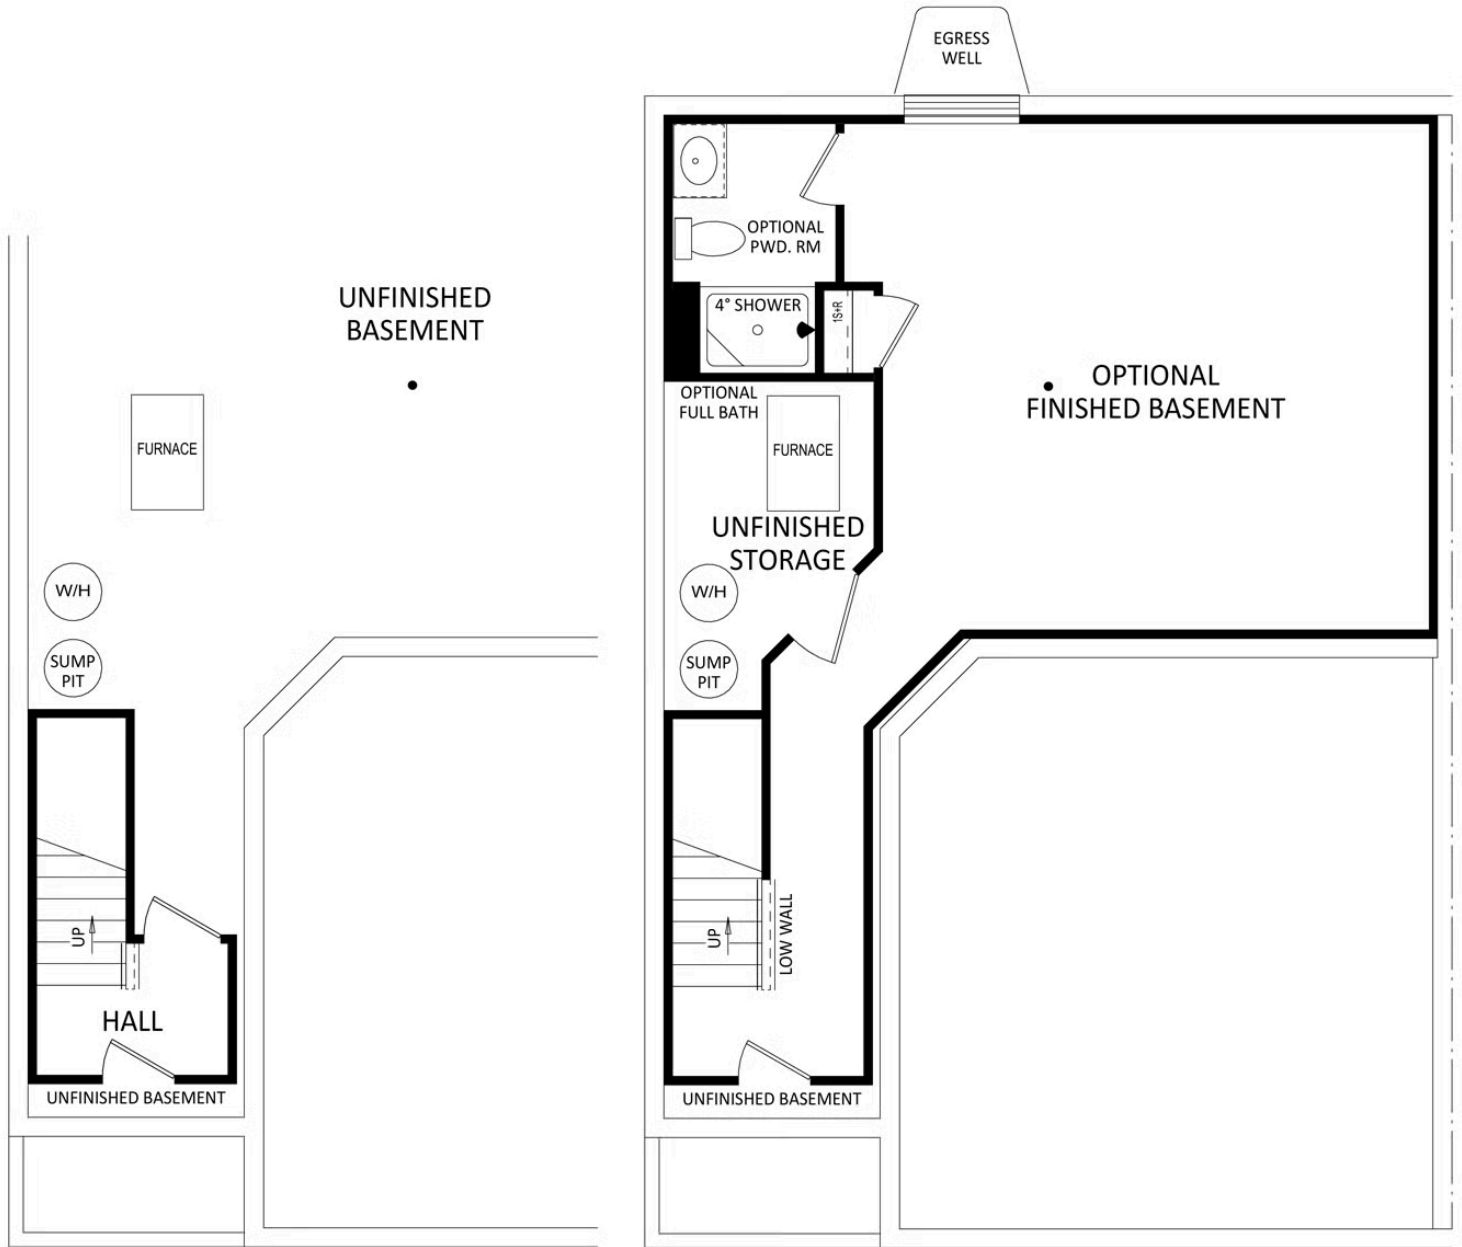 UNFINISHED
BASEMENT
FURNACE
W/H
SUMP
PIT
UP
HALL
UNFINISHED BASEMENT
EGRESS
WELL
OPTIONAL
PWD. RM
4° SHOWER
1S+R
OPTIONAL
FULL BATH
FURNACE
OPTIONAL
FINISHED BASEMENT
UNFINISHED
STORAGE
W/H
SUMP
PIT
UP
LOW WALL
UNFINISHED BASEMENT